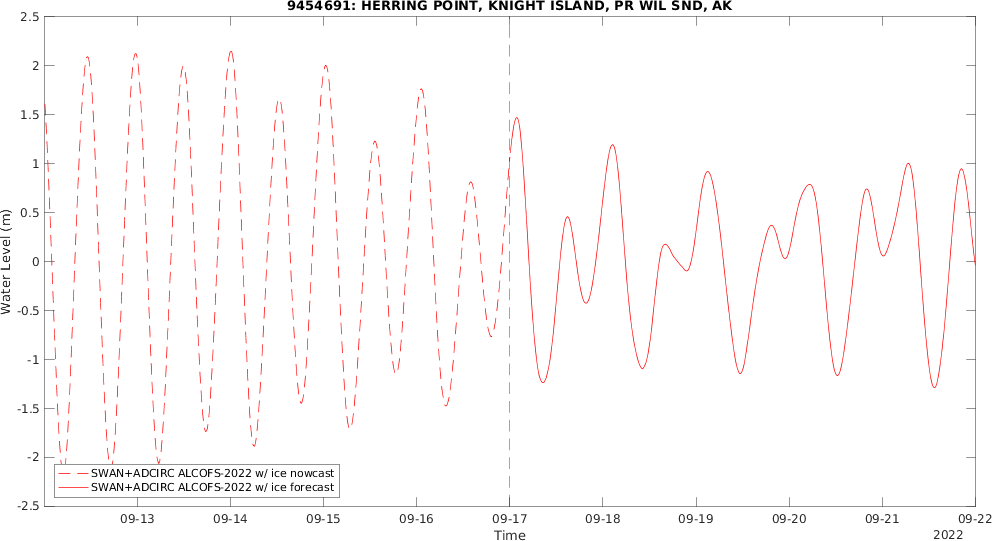 9454691: HERRING POINT, KNIGHT ISLAND, PR WIL SND, AK
2.5
2
1.5
1
0.5
0
-0.5
-1
-1.5
-2
-2.5
Water Level (m)
SWAN+ADCIRC ALCOFS-2022 w/ ice nowcast
SWAN+ADCIRC ALCOFS-2022 w/ ice forecast
09-13 09-14 09-15 09-16 09-17 09-18 09-19 09-20 09-21 09-22
Time
2022